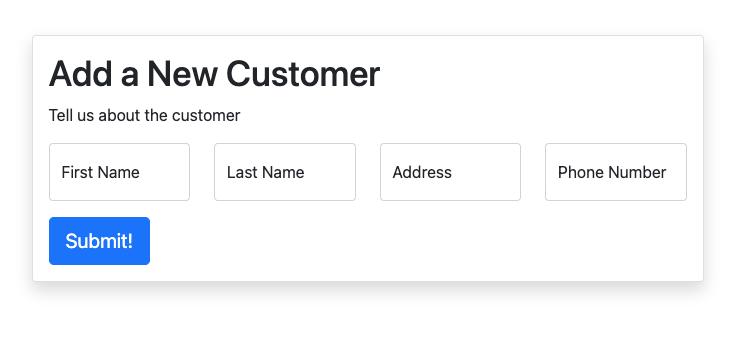 Add a New Customer
Tell us about the customer
First Name Last Name Address Phone Number
Submit!